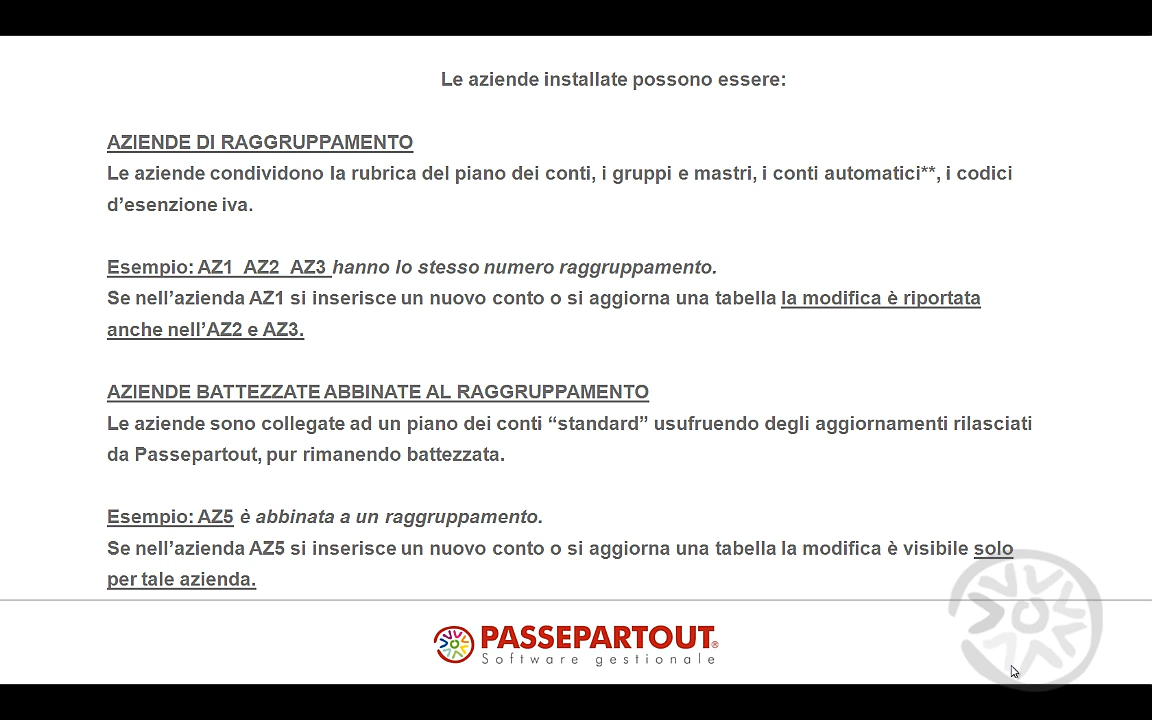 Le aziende installate possono essere:
AZIENDE DI RAGGRUPPAMENTO
Le aziende condividono la rubrica del piano dei conti, i gruppi e mastri, i conti automatici**, i codici
d’esenzione iva.
Esempio: AZ1 AZ2 AZ3 hanno lo stesso numero raggruppamento.
Se nell’azienda AZ1 si inserisce un nuovo conto o si aggiorna una tabella la modifica è riportata
anche nell’AZ2 e AZ3.
AZIENDE BATTEZZATE ABBINATE AL RAGGRUPPAMENTO
Le aziende sono collegate ad un piano dei conti “standard” usufruendo degli aggiornamenti rilasciati
da Passepartout, pur rimanendo battezzata.
Esempio: AZ5 è abbinata a un raggruppamento.
Se nell’azienda AZ5 si inserisce un nuovo conto o si aggiorna una tabella la modifica è visibile solo
per tale azienda.
PASSEPARTOUT®
Software gestionale